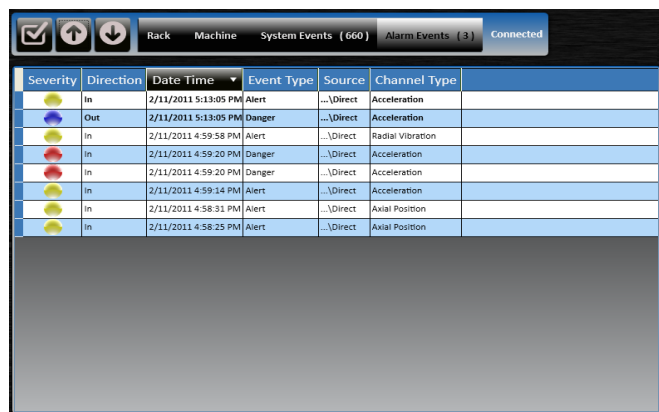 Rack Machine System Events (660) Alarm Events (3) Connected
Severity Direction Date Time ▼ Event Type Source Channel Type
In 2/11/2011 5:13:05 PM Alert ...\Direct Acceleration
Out 2/11/2011 5:13:05 PM Danger ...\Direct Acceleration
In 2/11/2011 4:59:58 PM Alert ...\Direct Radial Vibration
In 2/11/2011 4:59:20 PM Danger ...\Direct Acceleration
In 2/11/2011 4:59:20 PM Danger ...\Direct Acceleration
In 2/11/2011 4:59:14 PM Alert ...\Direct Acceleration
In 2/11/2011 4:58:31 PM Alert ...\Direct Axial Position
In 2/11/2011 4:58:25 PM Alert ...\Direct Axial Position